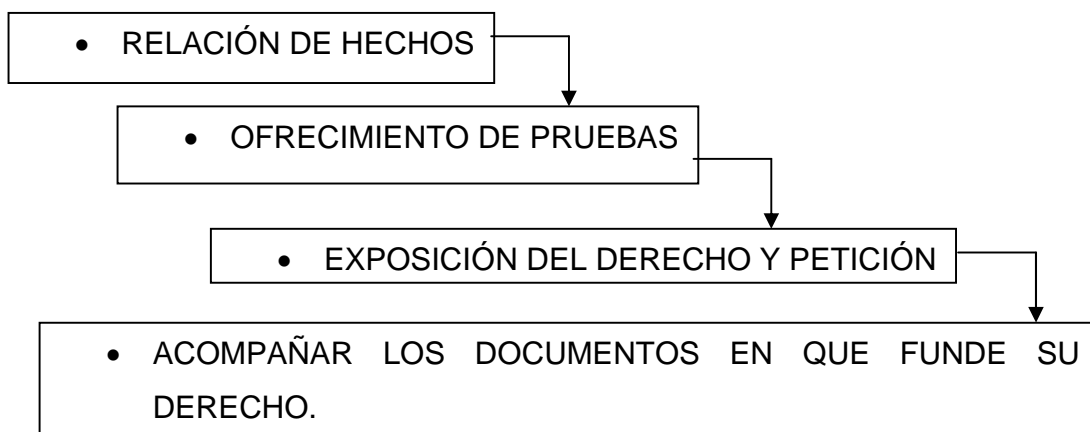 • RELACIÓN DE HECHOS
• OFRECIMIENTO DE PRUEBAS
• EXPOSICIÓN DEL DERECHO Y PETICIÓN
• ACOMPAÑAR LOS DOCUMENTOS EN QUE FUNDE SU
DERECHO.